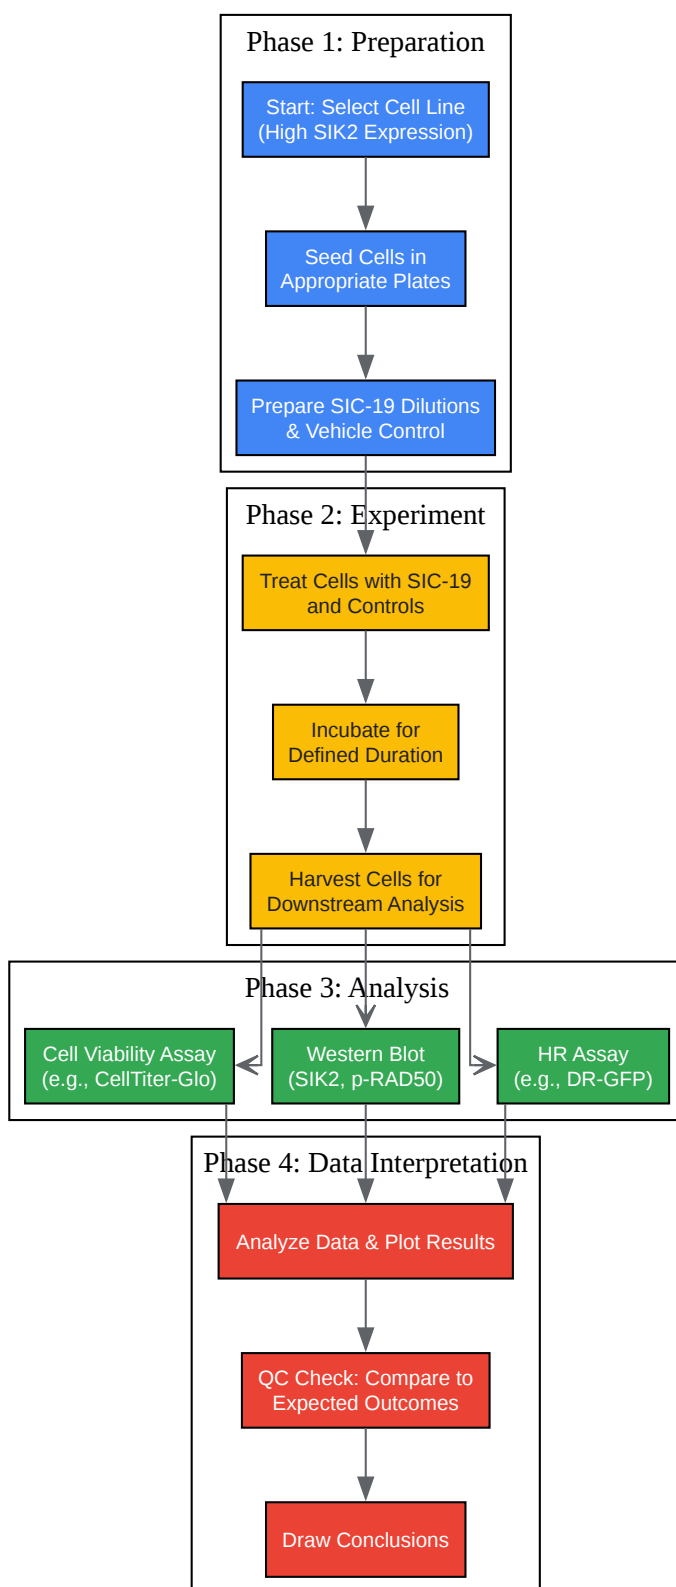 Phase 1: Preparation
Start: Select Cell Line
(High SIK2 Expression)
Seed Cells in
Appropriate Plates
Prepare SIC-19 Dilutions
& Vehicle Control
Phase 2: Experiment
Treat Cells with SIC-19
and Controls
Incubate for
Defined Duration
Harvest Cells for
Downstream Analysis
Phase 3: Analysis
Cell Viability Assay
(e.g., CellTiter-Glo)
Western Blot
(SIK2, p-RAD50)
HR Assay
(e.g., DR-GFP)
Phase 4: Data Interpretation
Analyze Data & Plot Results
QC Check: Compare to
Expected Outcomes
Draw Conclusions